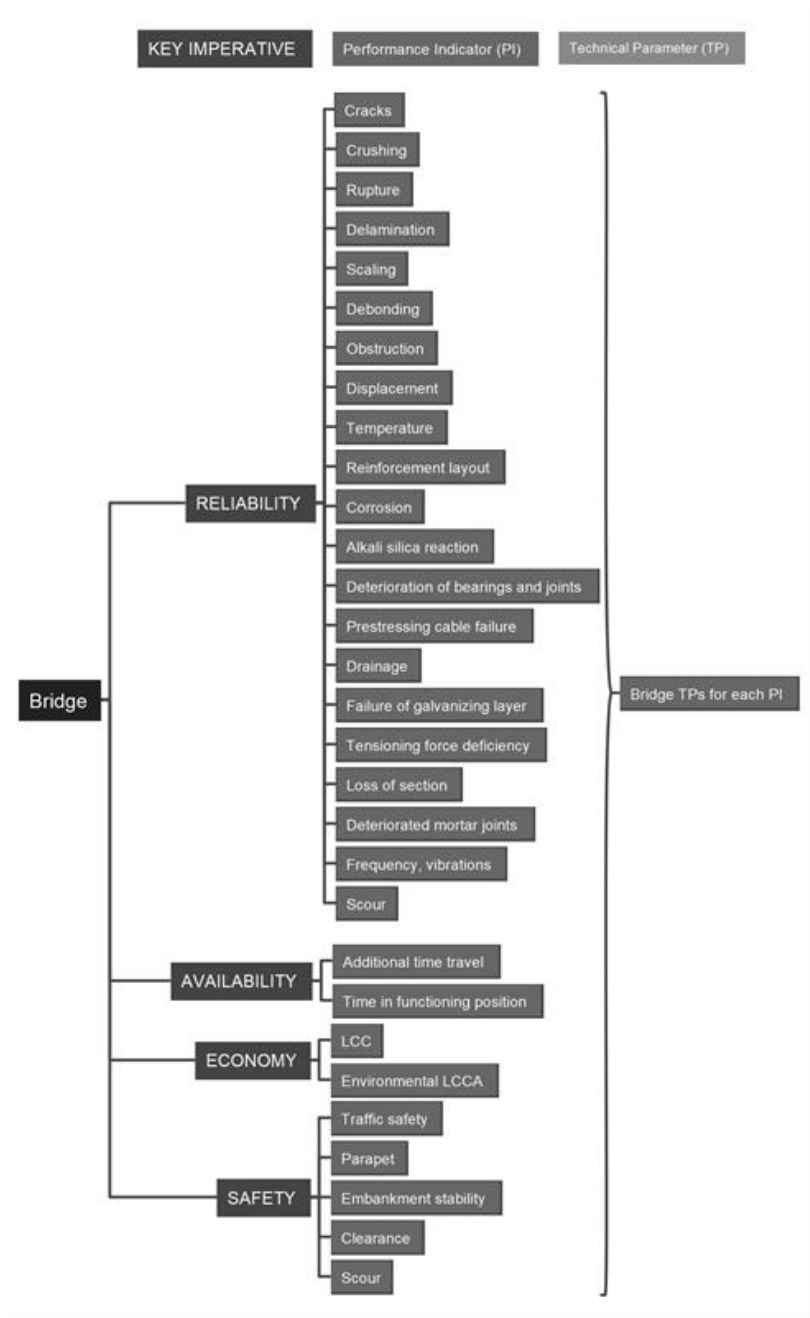 KEY IMPERATIVE
Performance Indicator (PI)
Technical Parameter (TP)
Cracks
Crushing
Rupture
Delamination
Scaling
Debonding
Obstruction
Displacement
Temperature
Reinforcement layout
RELIABILITY
Corrosion
Alkali silica reaction
Deterioration of bearings and joints
Prestressing cable failure
Drainage
Bridge
Failure of galvanizing layer
Bridge TPs for each PI
Tensioning force deficiency
Loss of section
Deteriorated mortar joints
Frequency, vibrations
Scour
AVAILABILITY
Additional time travel
Time in functioning position
ECONOMY
LCC
Environmental LCCA
SAFETY
Traffic safety
Parapet
Embankment stability
Clearance
Scour